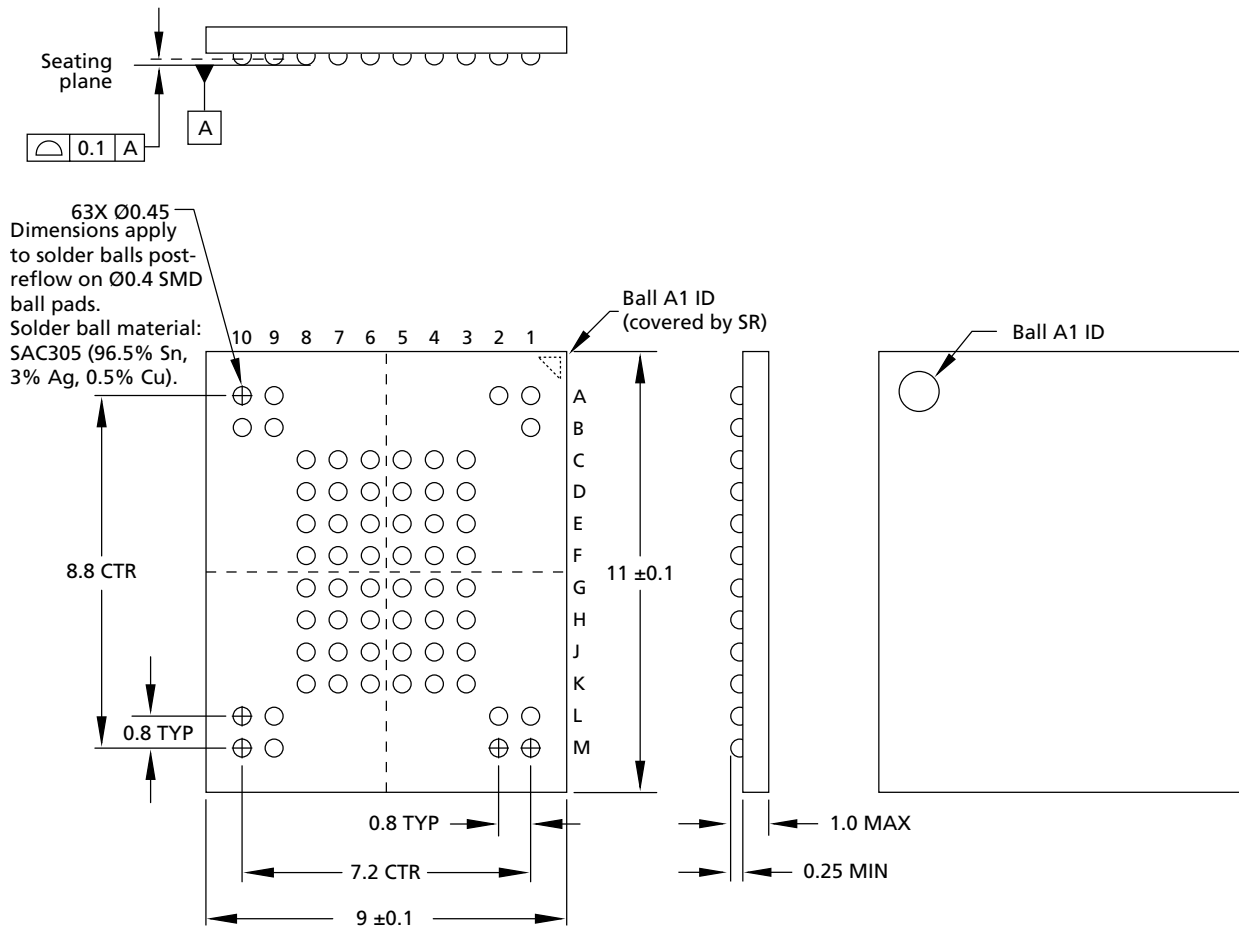 Seating
plane
A
0.1 A
63X Ø0.45
Dimensions apply
to solder balls post-
reflow on Ø0.4 SMD
ball pads.
Solder ball material:
SAC305 (96.5% Sn,
3% Ag, 0.5% Cu).
Ball A1 ID
(covered by SR)
Ball A1 ID
10 9 8 7 6 5 4 3 2 1
A
B
C
D
E
F
G
H
J
K
L
M
8.8 CTR
11 ±0.1
0.8 TYP
0.8 TYP
1.0 MAX
7.2 CTR
0.25 MIN
9 ±0.1